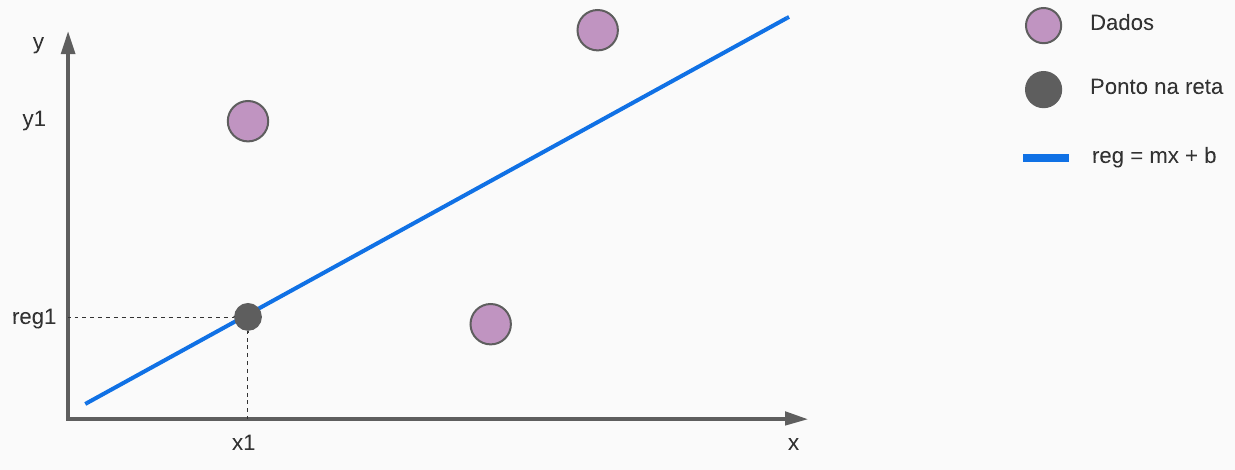 y
y1
reg1
x1
x
Dados
Ponto na reta
reg = mx + b